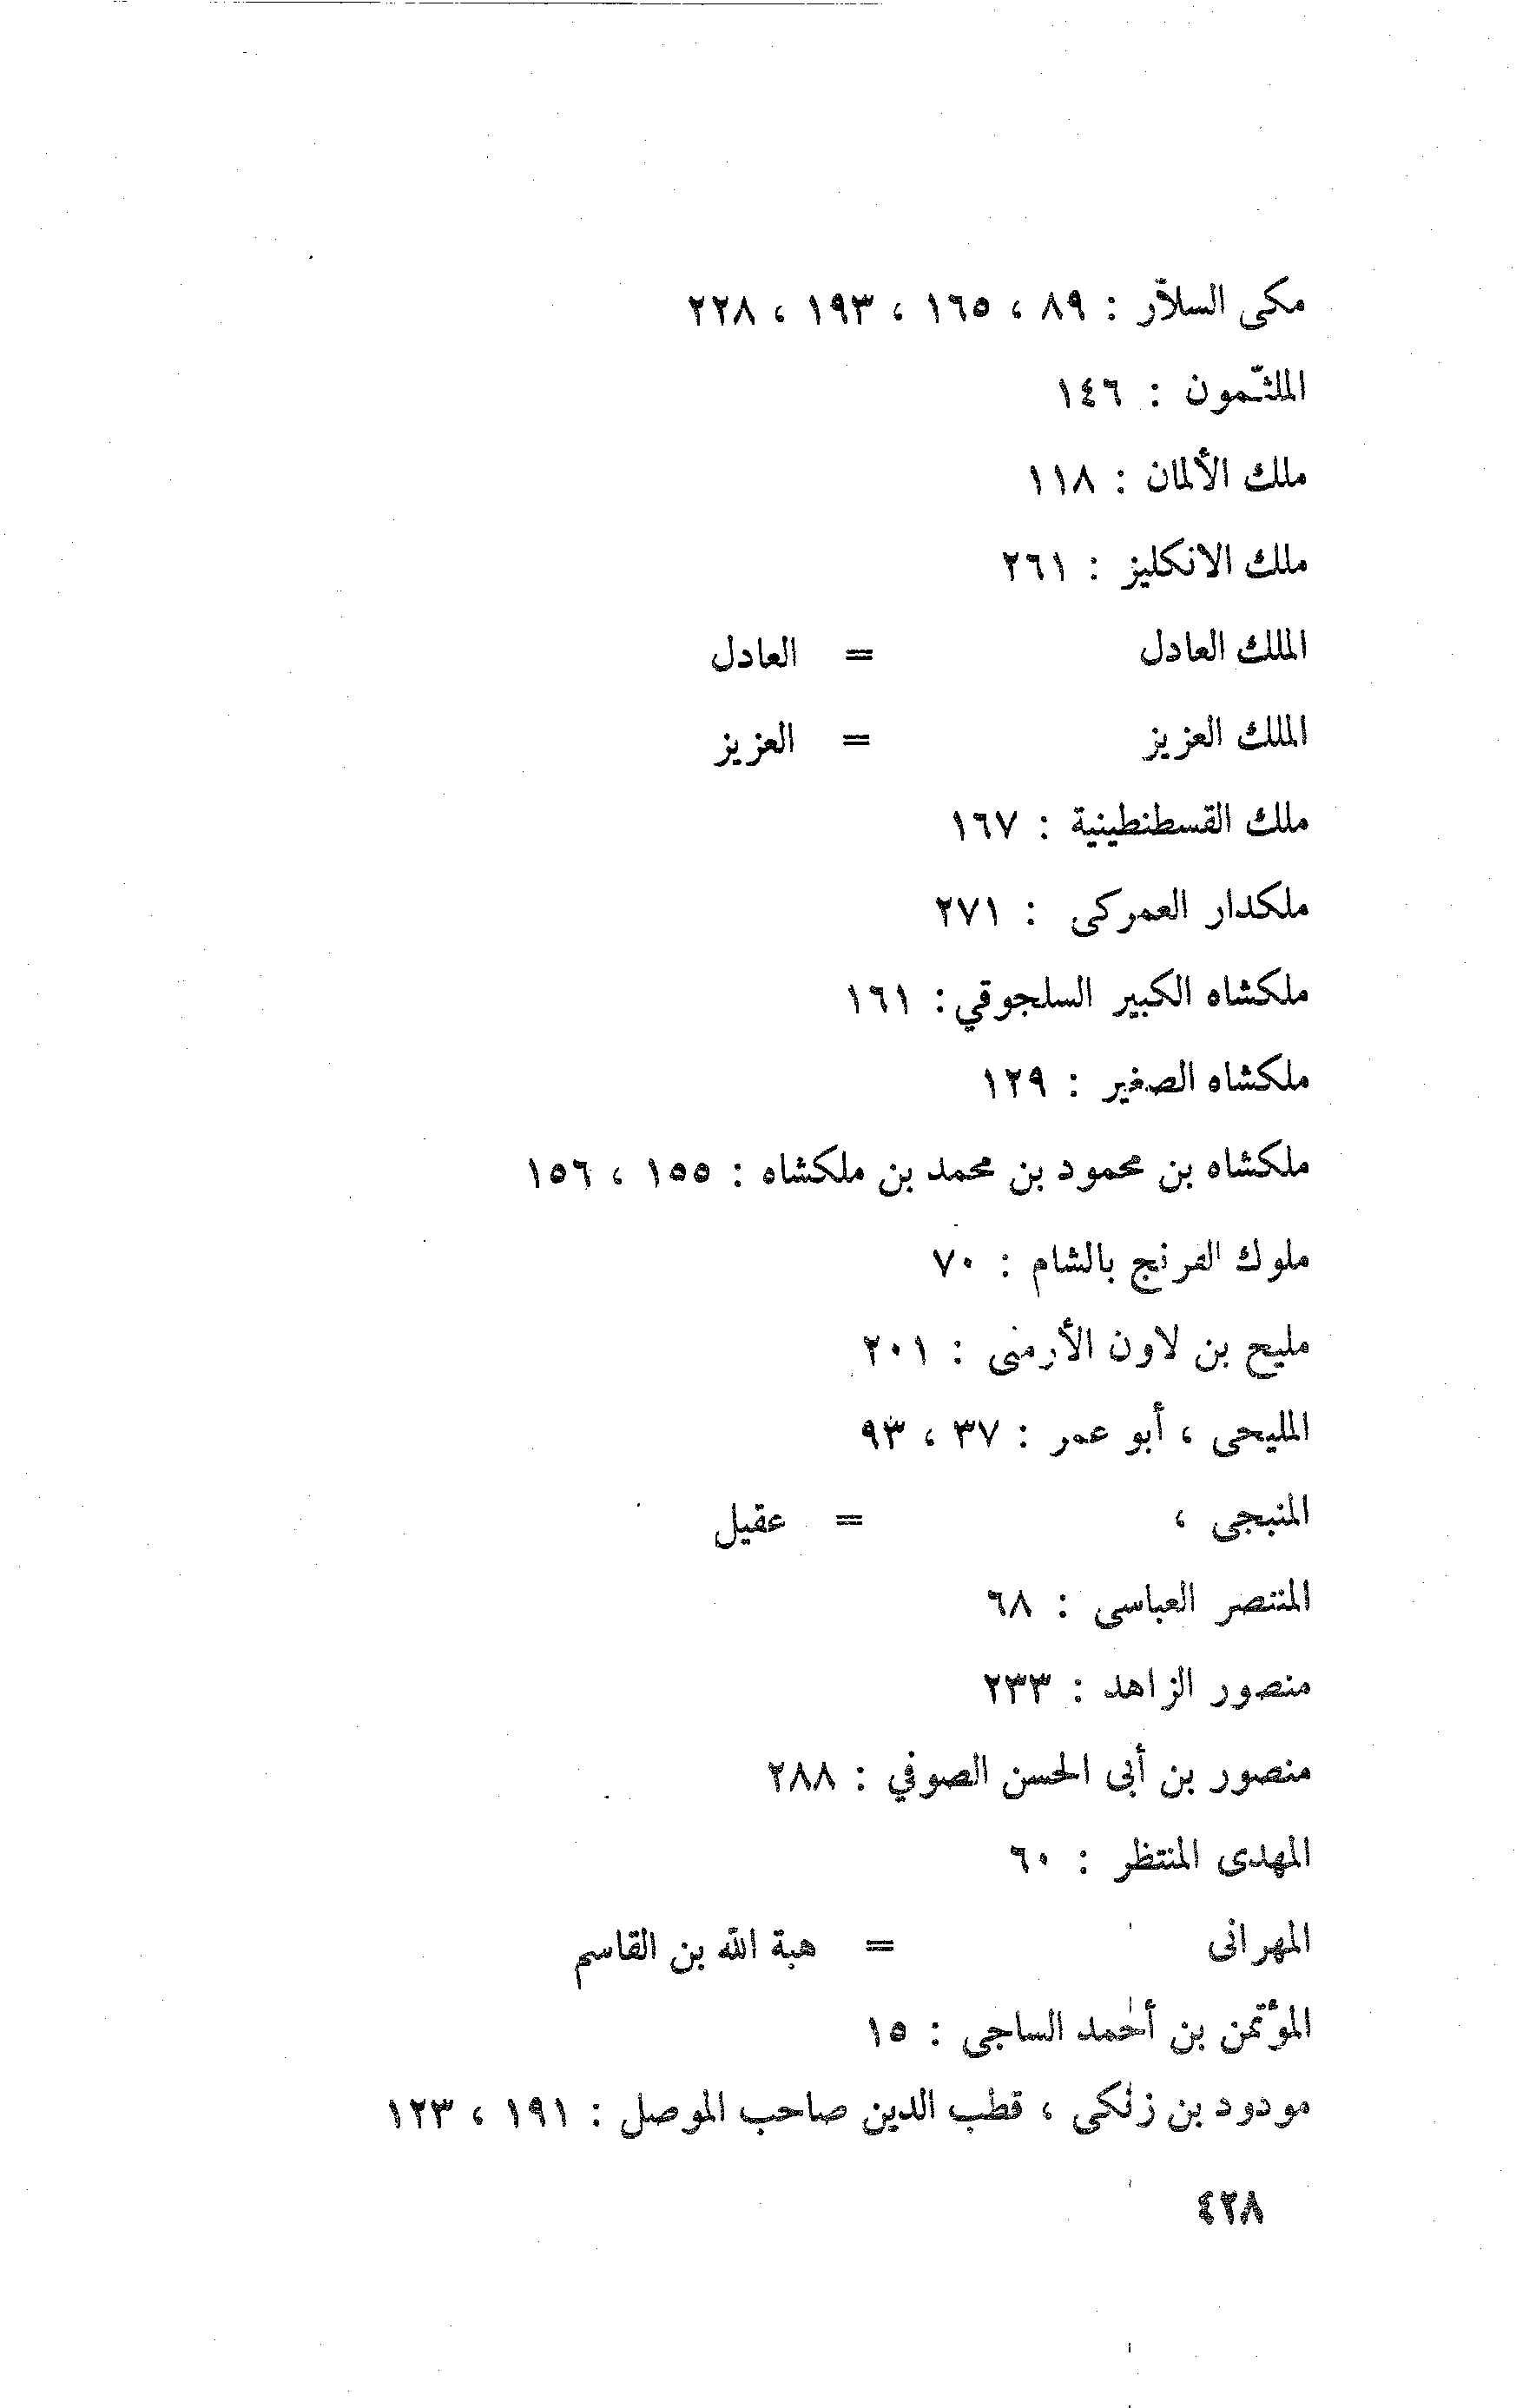 مكى السلاّر : ٨٩ ، ١٦٥ ، ١٩٣ ، ٢٢٨
الملثّمون : ١٤٦
ملك الألمان : ١١٨
ملك الانكليز : ٢٦١
الملك العادل = العادل
الملك العزيز = العزيز
ملك القسطنطينية : ١٦٧
ملكدار العمركى : ٢٧١
ملكشاه الكبير السلجوقي : ١٦١
ملكشاه الصغير : ١٢٩
ملكشاه بن محمود بن محمد بن ملكشاه : ١٥٥ ، ١٥٦
ملوك الفرنج بالشام : ٧٠
مليح بن لاون الأرمنى : ٢٠١
المليحى ، أبو عمر : ٣٧ ، ٩٣
المنبجى ، = عقيل
المنتصر العباسى : ٦٨
منصور الزاهد : ٢٣٣
منصور بن أبى الحسن الصوفي : ٢٨٨
المهدى المنتظر : ٦٠
المهرانى = هبة الله بن القاسم
المؤتمن بن أحمد الساجى : ١٥
مودود بن زنكى ، قطب الدين صاحب الموصل : ١٩١ ، ١٢٣
٤٢٨